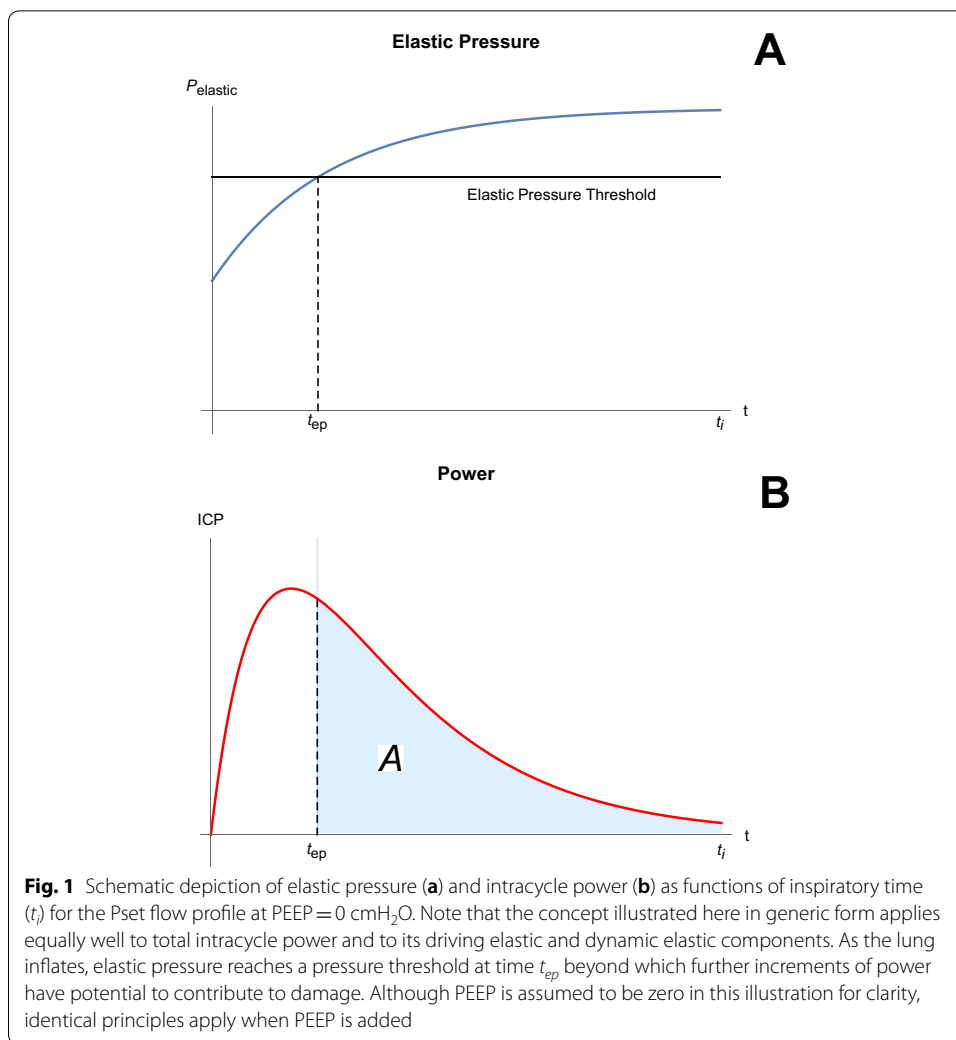 Elastic Pressure
A
Pelastic
Elastic Pressure Threshold
tep
ti
t
Power
B
ICP
A
tep
ti
t
Fig. 1 Schematic depiction of elastic pressure (a) and intracycle power (b) as functions of inspiratory time
(ti) for the Pset flow profile at PEEP = 0 cmH2O. Note that the concept illustrated here in generic form applies
equally well to total intracycle power and to its driving elastic and dynamic elastic components. As the lung
inflates, elastic pressure reaches a pressure threshold at time tep beyond which further increments of power
have potential to contribute to damage. Although PEEP is assumed to be zero in this illustration for clarity,
identical principles apply when PEEP is added